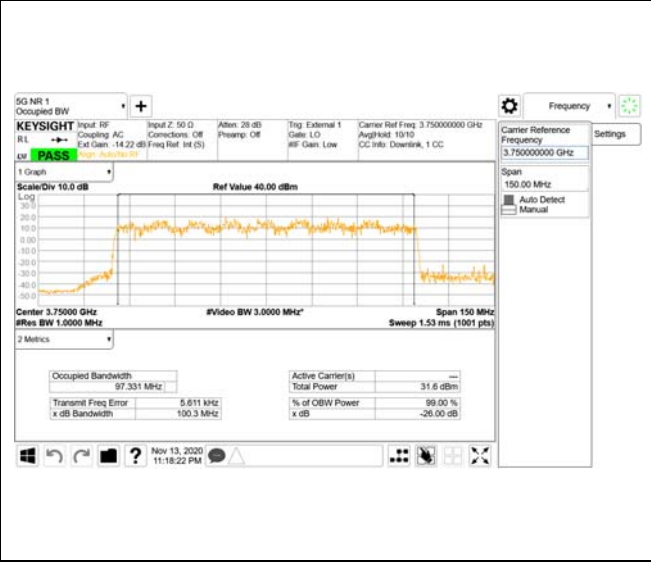 5G NR 1
Occupied BW
Frequency
KEYSIGHT
Input: RF
Input Z: 50 Ω
Atten: 28 dB
Trig: External 1
Carrier Ref Freq: 3.750000000 GHz
R L
Coupling: AC
Corrections: Off
Preamp: Off
Gate: LO
Avg|Hold: 10/10
Ext Gain: -14.22 dB
Freq Ref: Int (S)
#IF Gain: Low
CC Info: Downlink, 1 CC
PASS
Align: Auto/No RF
Carrier Reference
Frequency
3.750000000 GHz
Settings
Span
150.00 MHz
Auto Detect
Manual
1 Graph
Scale/Div 10.0 dB
Ref Value 40.00 dBm
Log
30.0
20.0
10.0
0.00
-10.0
-20.0
-30.0
-40.0
-50.0
Center 3.75000 GHz
#Video BW 3.0000 MHz*
Span 150 MHz
#Res BW 1.0000 MHz
Sweep 1.53 ms (1001 pts)
2 Metrics
Occupied Bandwidth
97.331 MHz
Transmit Freq Error
5.611 kHz
x dB Bandwidth
100.3 MHz
Active Carrier(s)
—
Total Power
31.6 dBm
% of OBW Power
99.00 %
x dB
-26.00 dB
Nov 13, 2020
11:18:22 PM